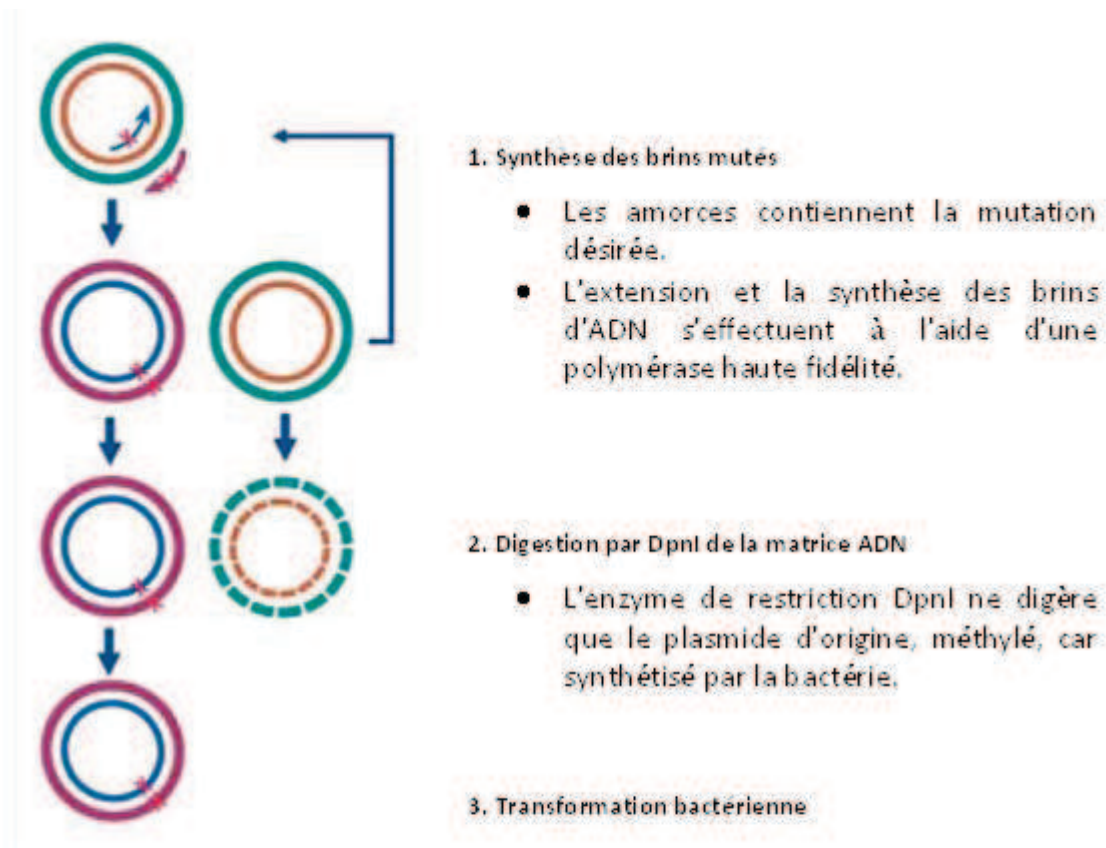 1. Synthèse des brins mutés
• Les amorces contiennent la mutation
désirée.
• L'extension et la synthèse des brins
d'ADN s'effectuent à l'aide d'une
polymérase haute fidélité.
2. Digestion par DpnI de la matrice ADN
• L'enzyme de restriction DpnI ne digère
que le plasmide d'origine, méthylé, car
synthétisé par la bactérie.
3. Transformation bactérienne